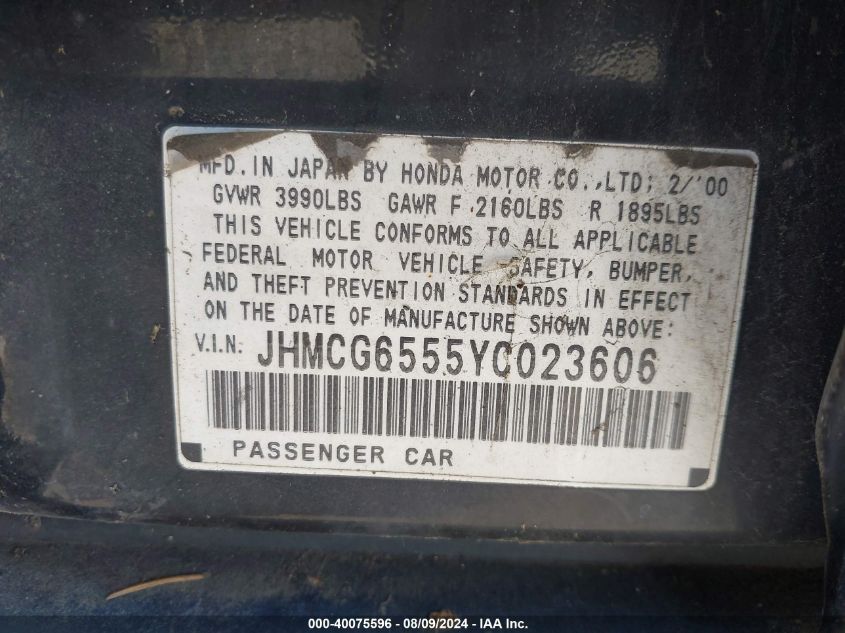 MFD. IN JAPAN BY HONDA MOTOR CO., LTD; 2/'00
GVWR 3990LBS GAWR F 2160LBS R 1895LBS
THIS VEHICLE CONFORMS TO ALL APPLICABLE
FEDERAL MOTOR VEHICLE SAFETY, BUMPER,
AND THEFT PREVENTION STANDARDS IN EFFECT
ON THE DATE OF MANUFACTURE SHOWN ABOVE:
V.I.N: JHMCG6555YC023606
PASSENGER CAR
000-40075596 - 08/09/2024 - IAA Inc.